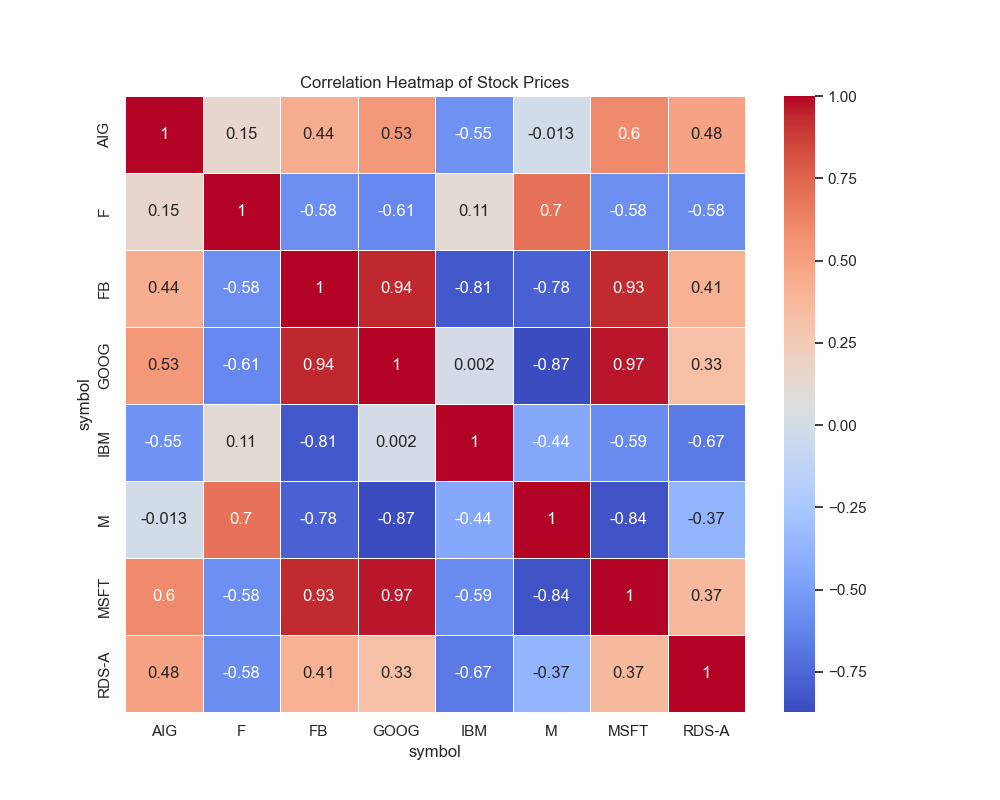 Correlation Heatmap of Stock Prices
symbol
AIG 1 0.15 0.44 0.53 -0.55 -0.013 0.6 0.48
F 0.15 1 -0.58 -0.61 0.11 0.7 -0.58 -0.58
FB 0.44 -0.58 1 0.94 -0.81 -0.78 0.93 0.41
GOOG 0.53 -0.61 0.94 1 0.002 -0.87 0.97 0.33
IBM -0.55 0.11 -0.81 0.002 1 -0.44 -0.59 -0.67
M -0.013 0.7 -0.78 -0.87 -0.44 1 -0.84 -0.37
MSFT 0.6 -0.58 0.93 0.97 -0.59 -0.84 1 0.37
RDS-A 0.48 -0.58 0.41 0.33 -0.67 -0.37 0.37 1
AIG F FB GOOG IBM M MSFT RDS-A
symbol
1.00
0.75
0.50
0.25
0.00
−0.25
−0.50
−0.75